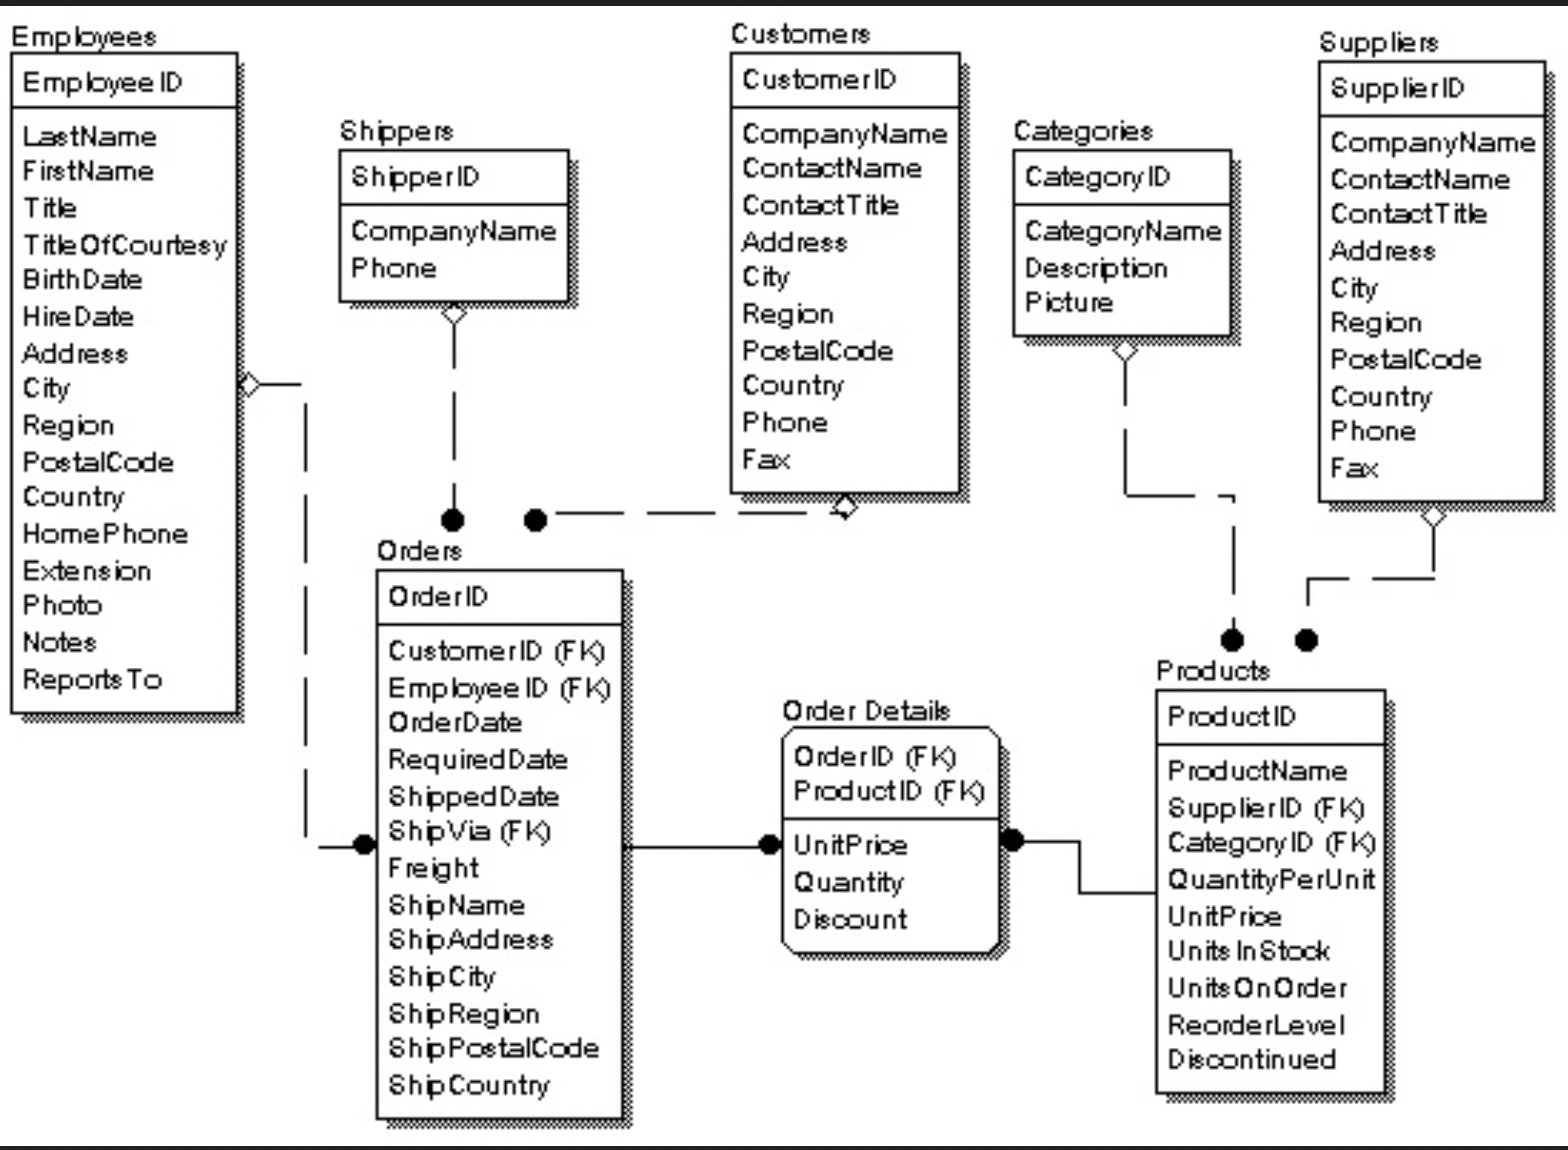 Employees
EmployeeID
LastName
FirstName
Title
TitleOfCourtesy
BirthDate
HireDate
Address
City
Region
PostalCode
Country
HomePhone
Extension
Photo
Notes
ReportsTo
Shippers
ShipperID
CompanyName
Phone
Customers
CustomerID
CompanyName
ContactName
ContactTitle
Address
City
Region
PostalCode
Country
Phone
Fax
Categories
CategoryID
CategoryName
Description
Picture
Suppliers
SupplierID
CompanyName
ContactName
ContactTitle
Address
City
Region
PostalCode
Country
Phone
Fax
Orders
OrderID
CustomerID (FK)
EmployeeID (FK)
OrderDate
RequiredDate
ShippedDate
ShipVia (FK)
Freight
ShipName
ShipAddress
ShipCity
ShipRegion
ShipPostalCode
ShipCountry
Order Details
OrderID (FK)
ProductID (FK)
UnitPrice
Quantity
Discount
Products
ProductID
ProductName
SupplierID (FK)
CategoryID (FK)
QuantityPerUnit
UnitPrice
UnitsInStock
UnitsOnOrder
ReorderLevel
Discontinued